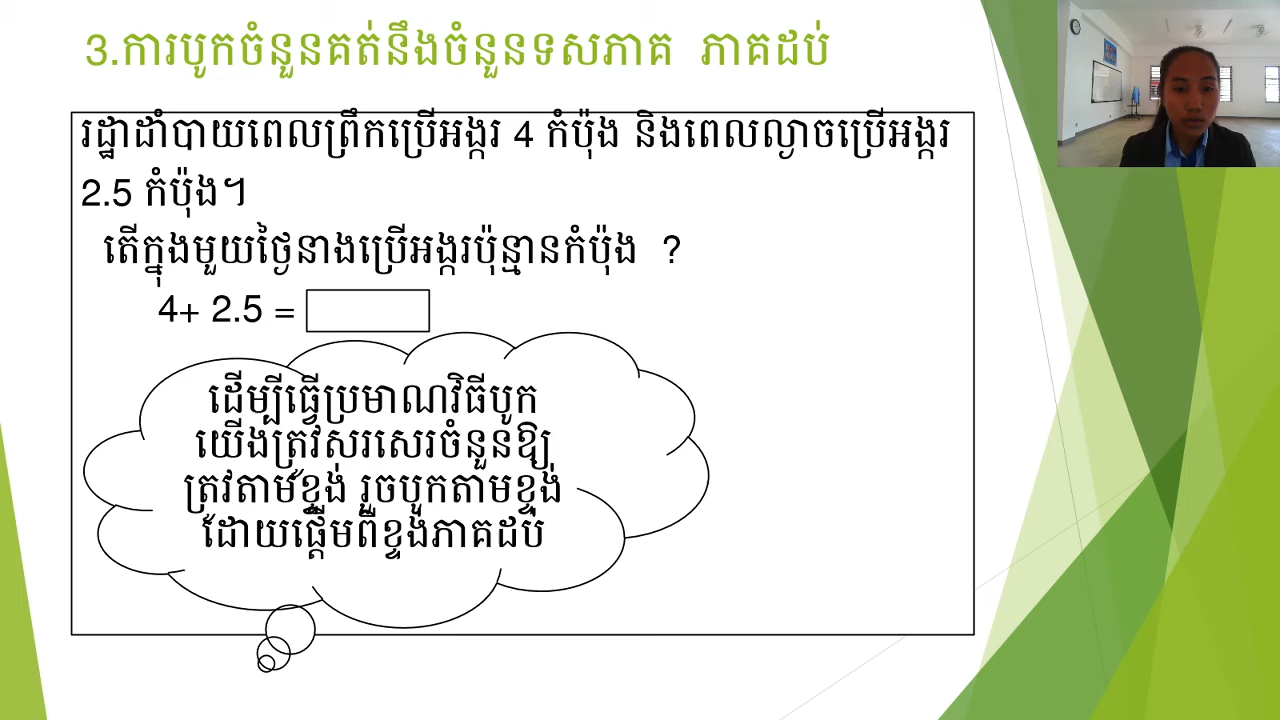 3.ការបូកចំនួនគត់នឹងចំនួនទសភាគ ភាគដប់
រដ្ឋាដាំបាយពេលព្រឹកប្រើអង្ករ 4 កំប៉ុង និងពេលល្ងាចប្រើអង្ករ
2.5 កំប៉ុង។
តើក្នុងមួយថ្ងៃនាងប្រើអង្ករប៉ុន្មានកំប៉ុង ?
4+ 2.5 =
ដើម្បីធ្វើប្រមាណវិធីបូក
យើងត្រូវសរសេរចំនួនឱ្យ
ត្រូវតាមខ្ទង់ រួចបូកតាមខ្ទង់
ដោយផ្តើមពីខ្ទង់ភាគដប់